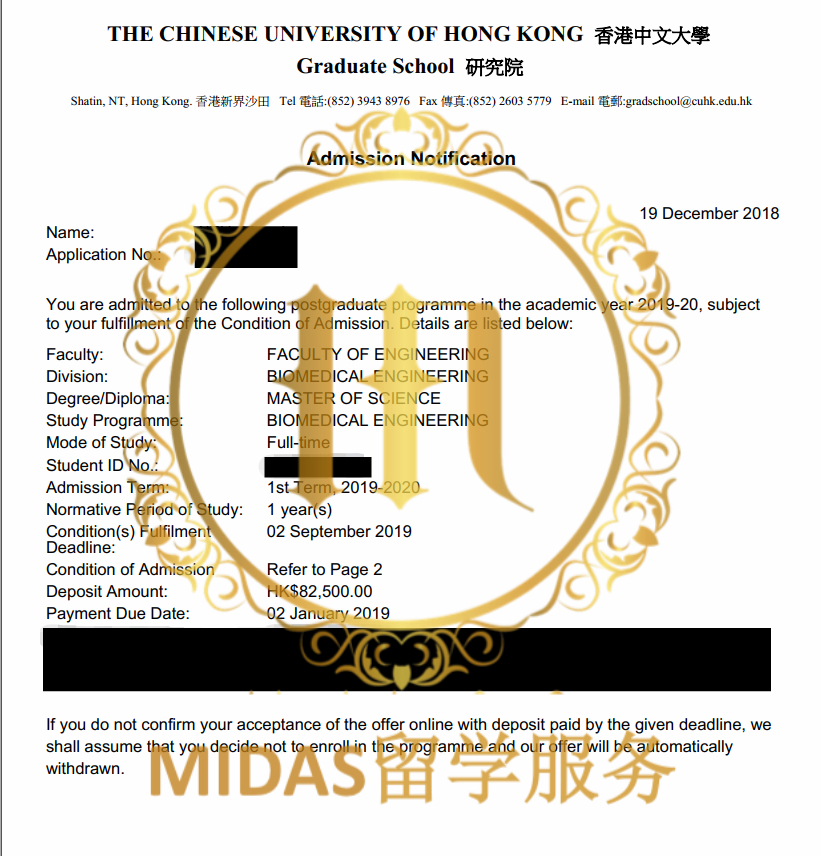 THE CHINESE UNIVERSITY OF HONG KONG 香港中文大學
Graduate School 研究院
Shatin, NT, Hong Kong. 香港新界沙田 Tel 電話:(852) 3943 8976 Fax 傳真:(852) 2603 5779 E-mail 電郵:gradschool@cuhk.edu.hk
Admission Notification
19 December 2018
Name:
Application No.:
You are admitted to the following postgraduate programme in the academic year 2019-20, subject
to your fulfillment of the Condition of Admission. Details are listed below:
Faculty: FACULTY OF ENGINEERING
Division: BIOMEDICAL ENGINEERING
Degree/Diploma: MASTER OF SCIENCE
Study Programme: BIOMEDICAL ENGINEERING
Mode of Study: Full-time
Student ID No.:
Admission Term: 1st Term, 2019-2020
Normative Period of Study: 1 year(s)
Condition(s) Fulfilment 02 September 2019
Deadline:
Condition of Admission Refer to Page 2
Deposit Amount: HK$82,500.00
Payment Due Date: 02 January 2019
If you do not confirm your acceptance of the offer online with deposit paid by the given deadline, we
shall assume that you decide not to enroll in the programme and our offer will be automatically
withdrawn.
MIDAS留学服务